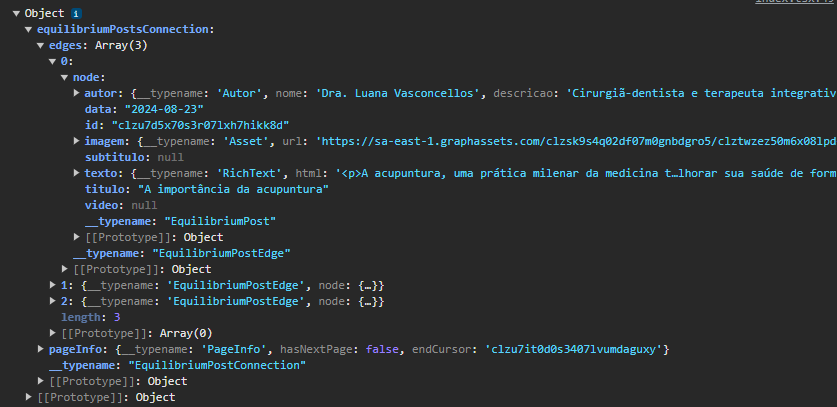 Object i
equilibriumPostsConnection:
edges: Array(3)
0:
node:
autor: {__typename: 'Autor', nome: 'Dra. Luana Vasconcellos', descricao: 'Cirurgiã-dentista e terapeuta integrativ
data: "2024-08-23"
id: "clzu7d5x70s3r07lxh7hikk8d"
imagem: {__typename: 'Asset', url: 'https://sa-east-1.graphassets.com/clzsk9s4q02df07m0gnbdgro5/clztwzez50m6x08lpd
subtitulo: null
texto: {__typename: 'RichText', html: '<p>A acupuntura, uma prática milenar da medicina t…lhorar sua saúde de form
titulo: "A importância da acupuntura"
video: null
__typename: "EquilibriumPost"
[[Prototype]]: Object
__typename: "EquilibriumPostEdge"
[[Prototype]]: Object
1: {__typename: 'EquilibriumPostEdge', node: {…}}
2: {__typename: 'EquilibriumPostEdge', node: {…}}
length: 3
[[Prototype]]: Array(0)
pageInfo: {__typename: 'PageInfo', hasNextPage: false, endCursor: 'clzu7it0d0s3407lvumdaguxy'}
__typename: "EquilibriumPostConnection"
[[Prototype]]: Object
[[Prototype]]: Object